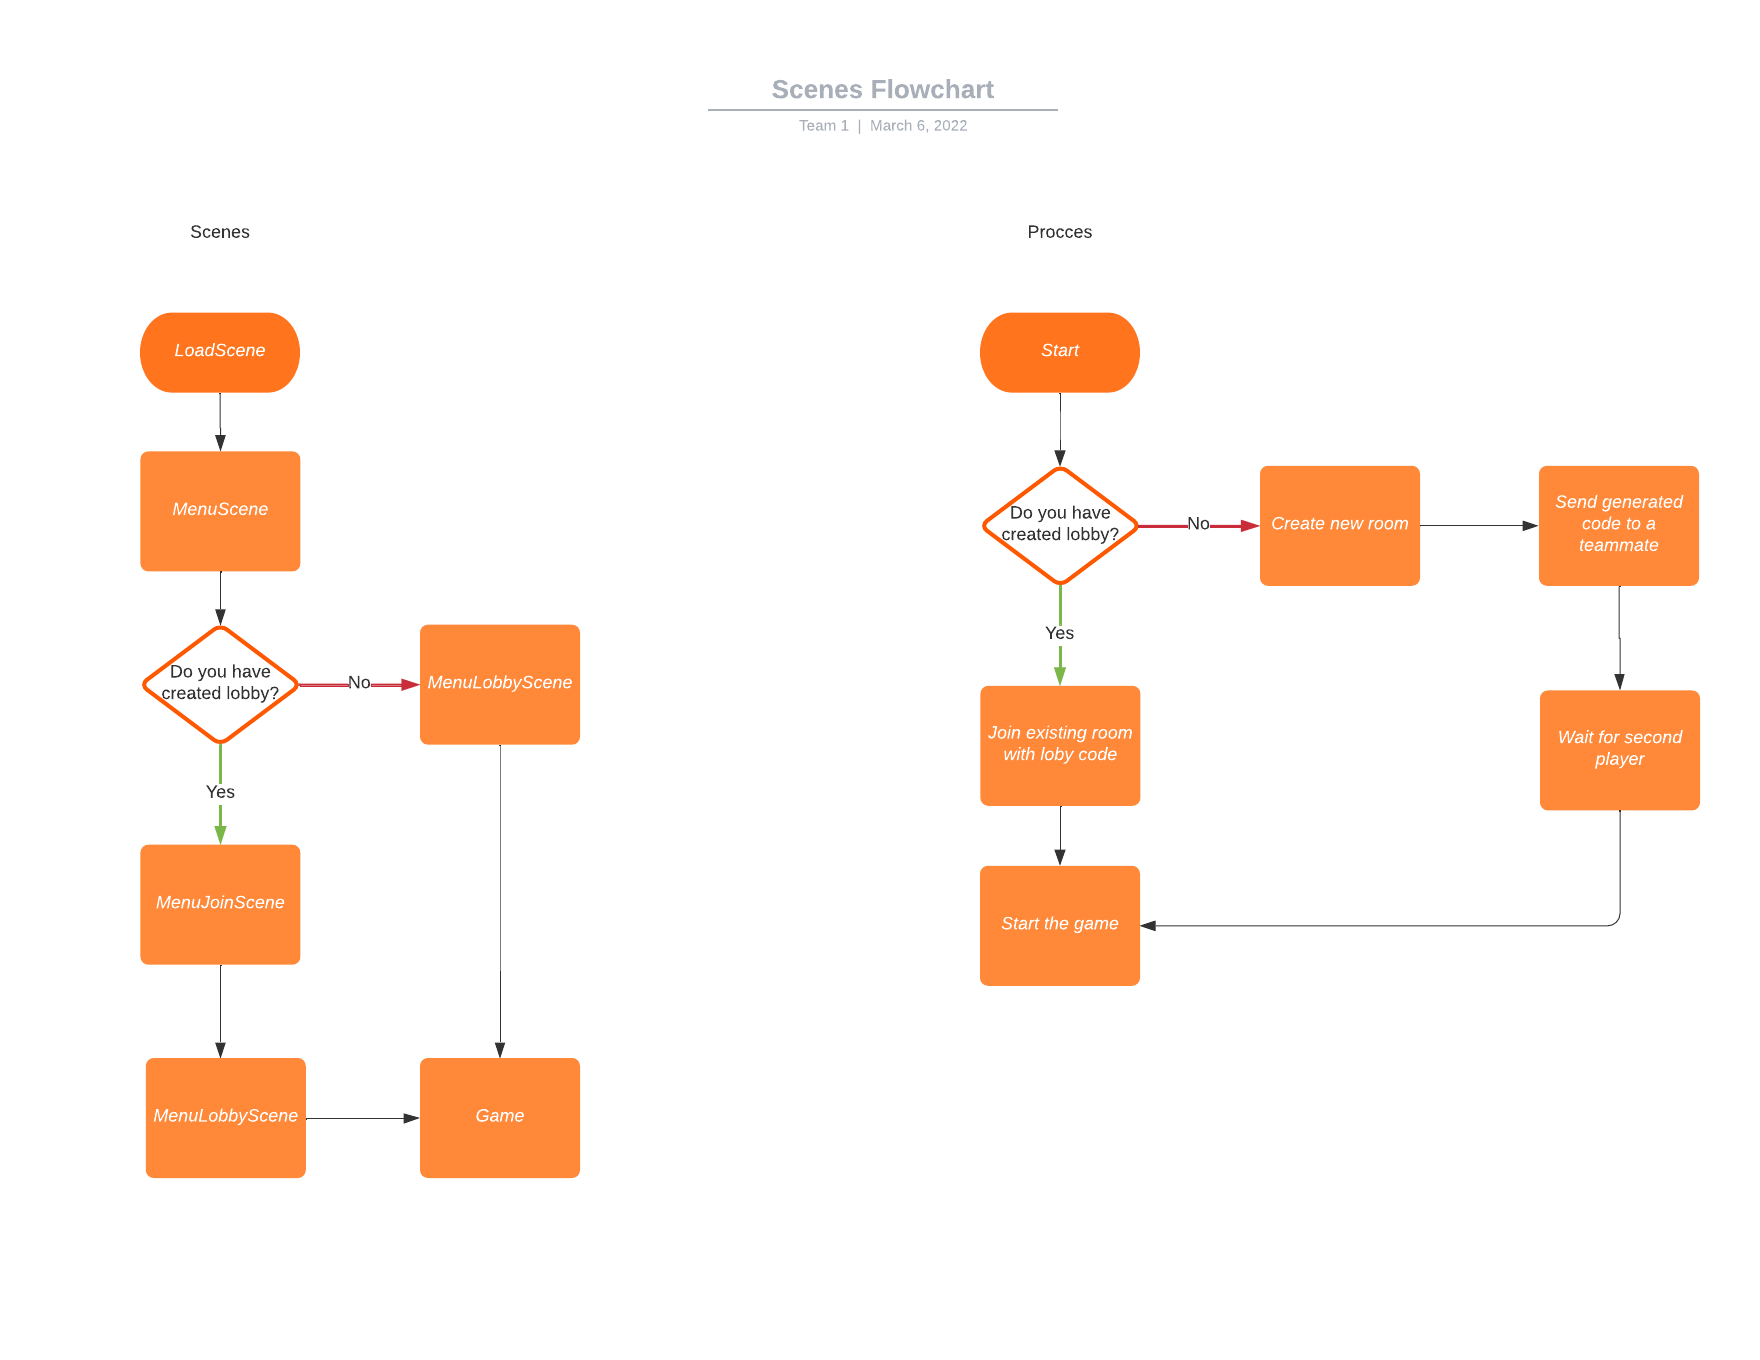 Scenes Flowchart
Team 1 | March 6, 2022
Scenes
LoadScene
MenuScene
Do you have
created lobby?
No
MenuLobbyScene
Yes
MenuJoinScene
MenuLobbyScene
Game
Procces
Start
Do you have
created lobby?
No
Create new room
Send generated
code to a
teammate
Yes
Join existing room
with loby code
Wait for second
player
Start the game